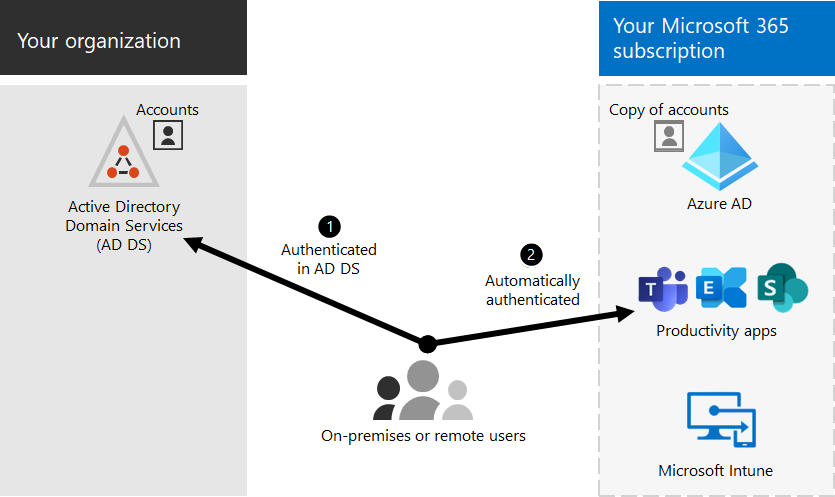 Your organization
Your Microsoft 365
subscription
Accounts
Active Directory
Domain Services
(AD DS)
1
Authenticated
in AD DS
2
Automatically
authenticated
On-premises or remote users
Copy of accounts
Azure AD
T
E
S
Productivity apps
Microsoft Intune